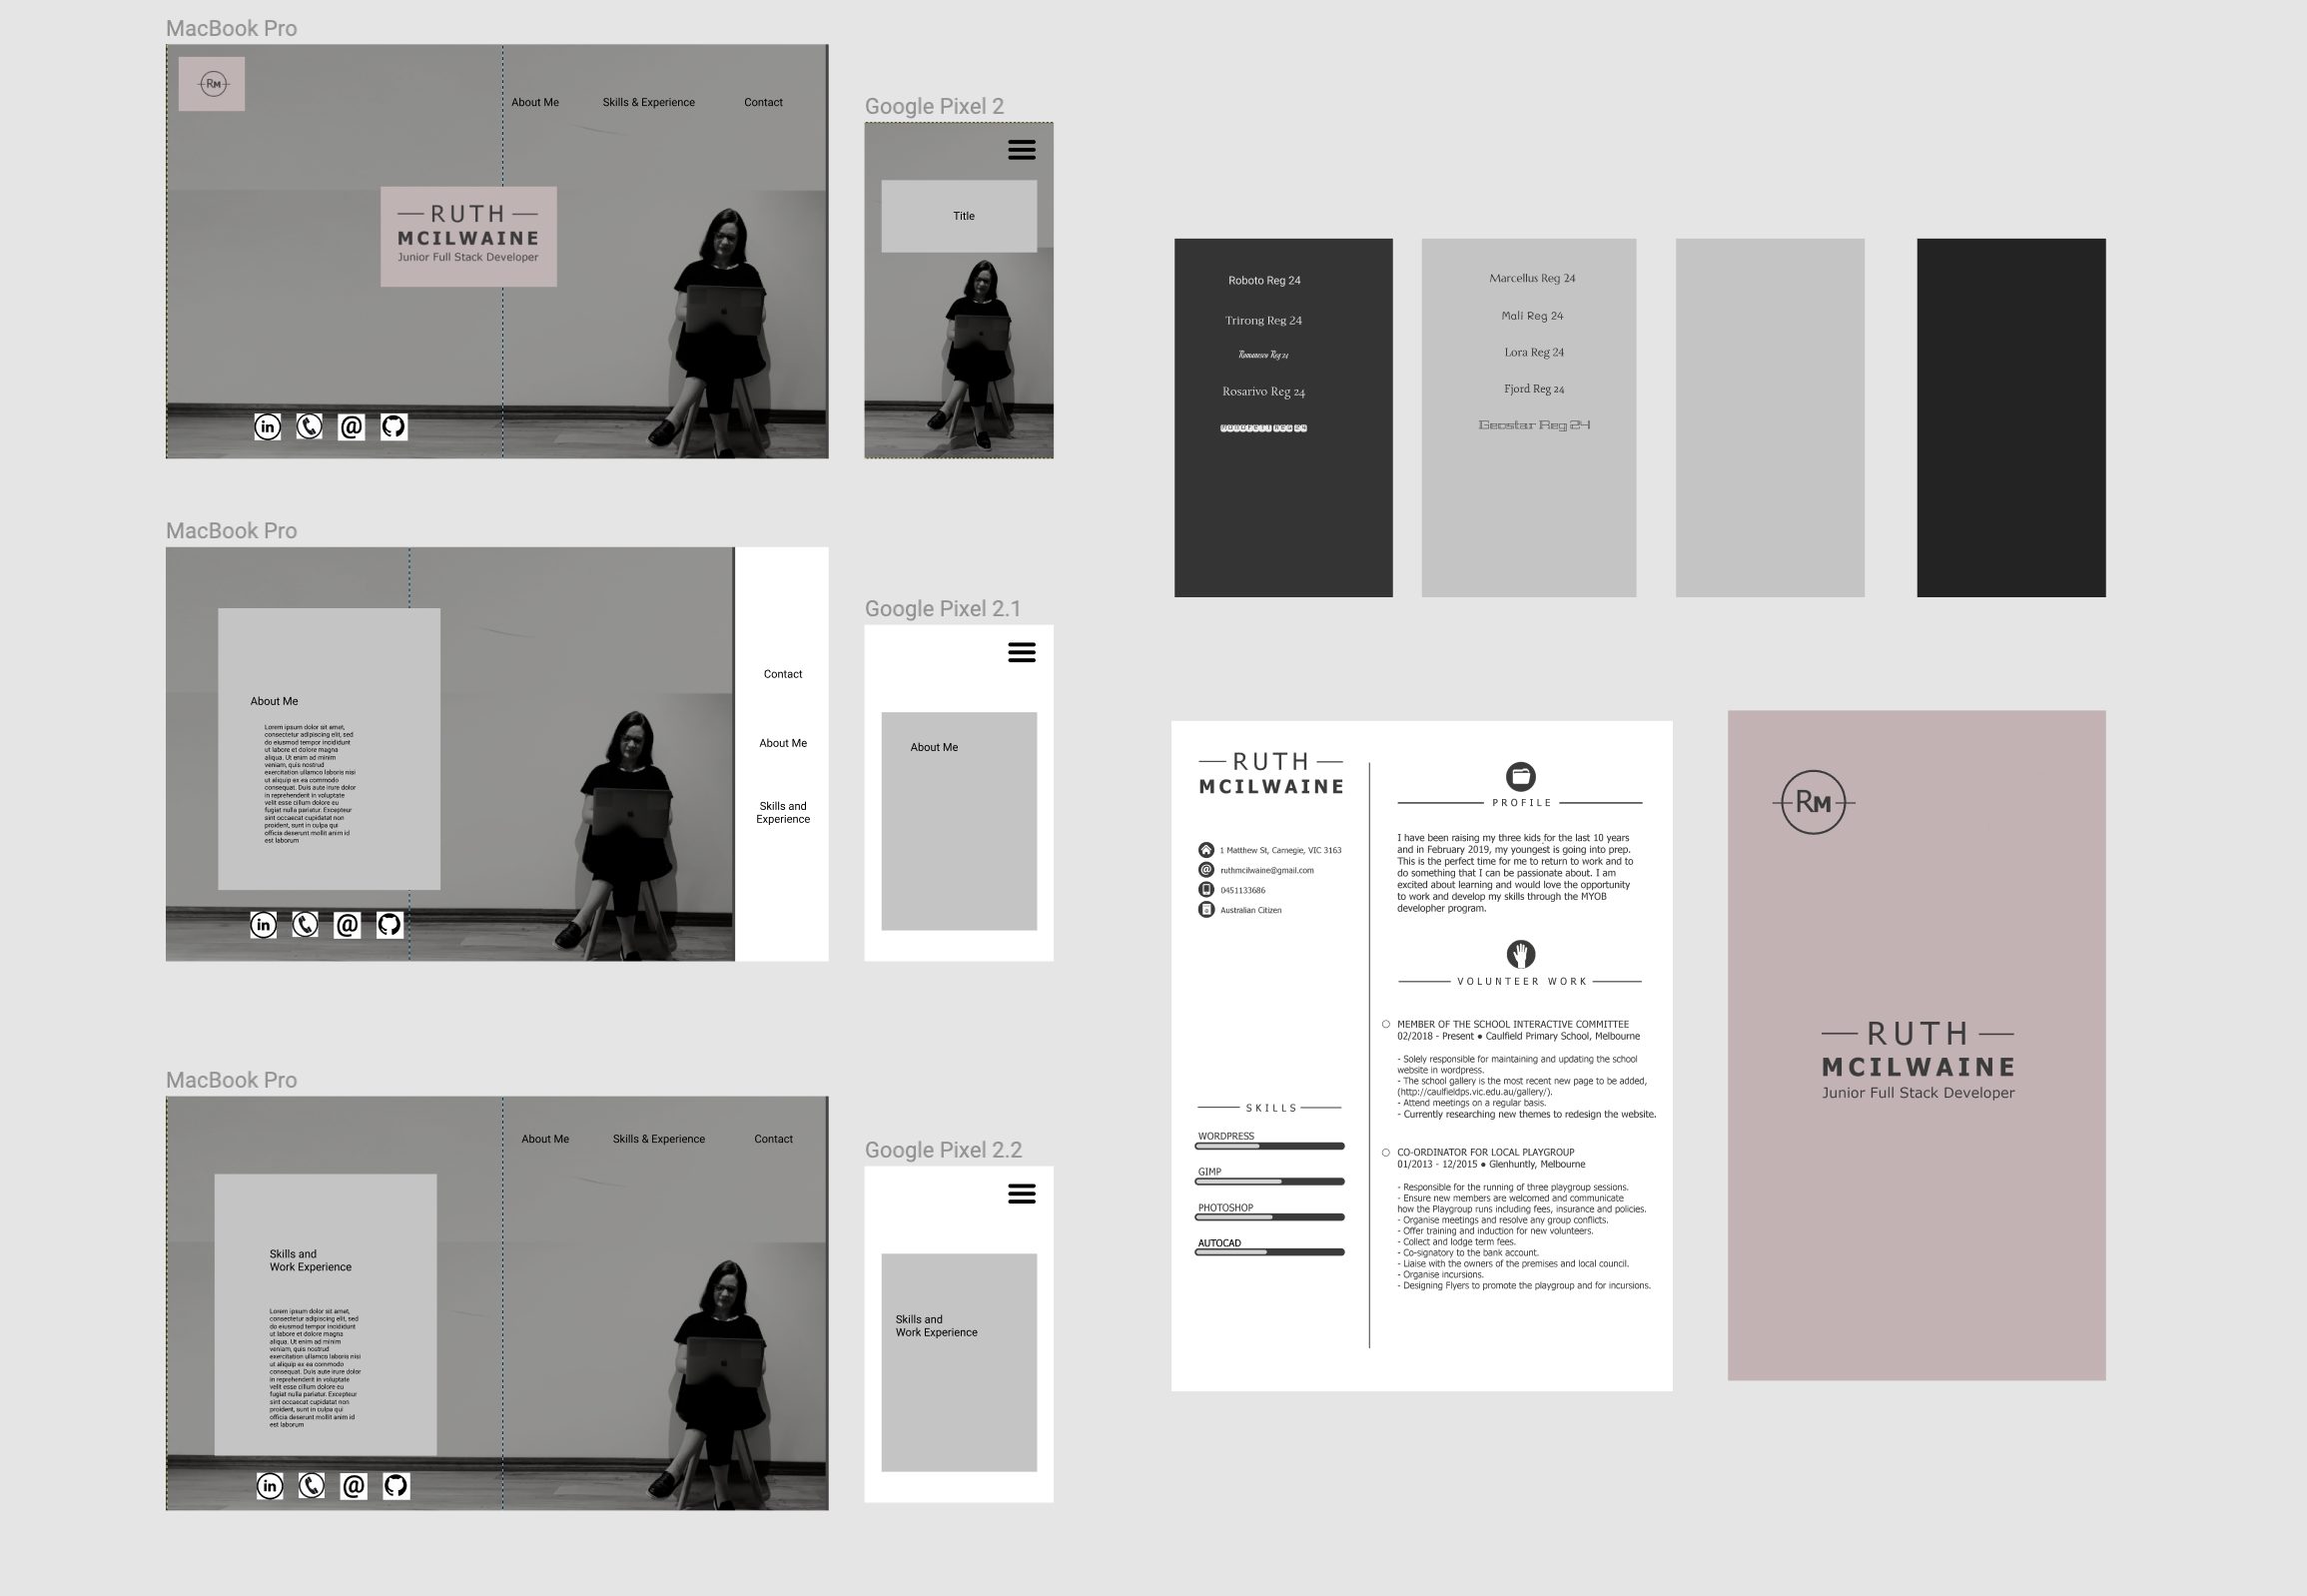 MacBook Pro
RM
About Me
Skills & Experience
Contact
RUTH
MCILWAINE
Junior Full Stack Developer
in
@
Google Pixel 2
Title
MacBook Pro
About Me
Lorem ipsum dolor sit amet,
consectetur adipiscing elit, sed
do eiusmod tempor incididunt
ut labore et dolore magna
aliqua. Ut enim ad minim
veniam, quis nostrud
exercitation ullamco laboris nisi
ut aliquip ex ea commodo
consequat. Duis aute irure dolor
in reprehenderit in voluptate
velit esse cillum dolore eu
fugiat nulla pariatur. Excepteur
sint occaecat cupidatat non
proident, sunt in culpa qui
officia deserunt mollit anim id
est laborum
Contact
About Me
Skills and
Experience
in
@
Google Pixel 2.1
About Me
MacBook Pro
About Me
Skills & Experience
Contact
Skills and
Work Experience
Lorem ipsum dolor sit amet,
consectetur adipiscing elit, sed
do eiusmod tempor incididunt
ut labore et dolore magna
aliqua. Ut enim ad minim
veniam, quis nostrud
exercitation ullamco laboris nisi
ut aliquip ex ea commodo
consequat. Duis aute irure dolor
in reprehenderit in voluptate
velit esse cillum dolore eu
fugiat nulla pariatur. Excepteur
sint occaecat cupidatat non
proident, sunt in culpa qui
officia deserunt mollit anim id
est laborum
in
@
Google Pixel 2.2
Skills and
Work Experience
Roboto Reg 24
Trirong Reg 24
Romanesco Reg 24
Rosarivo Reg 24
Marcellus Reg 24
Mali Reg 24
Lora Reg 24
Fjord Reg 24
Geostar Reg 24
RUTH
MCILWAINE
1 Matthew St, Carnegie, VIC 3163
@
ruthmcilwaine@gmail.com
0451133686
Australian Citizen
SKILLS
WORDPRESS
GIMP
PHOTOSHOP
AUTOCAD
PROFILE
I have been raising my three kids for the last 10 years
and in February 2019, my youngest is going into prep.
This is the perfect time for me to return to work and to
do something that I can be passionate about. I am
excited about learning and would love the opportunity
to work and develop my skills through the MYOB
developher program.
VOLUNTEER WORK
MEMBER OF THE SCHOOL INTERACTIVE COMMITTEE
02/2018 - Present ● Caulfield Primary School, Melbourne
- Solely responsible for maintaining and updating the school
website in wordpress.
- The school gallery is the most recent new page to be added,
(http://caulfieldps.vic.edu.au/gallery/).
- Attend meetings on a regular basis.
- Currently researching new themes to redesign the website.
CO-ORDINATOR FOR LOCAL PLAYGROUP
01/2013 - 12/2015 ● Glenhuntly, Melbourne
- Responsible for the running of three playgroup sessions.
- Ensure new members are welcomed and communicate
how the Playgroup runs including fees, insurance and policies.
- Organise meetings and resolve any group conflicts.
- Offer training and induction for new volunteers.
- Collect and lodge term fees.
- Co-signatory to the bank account.
- Liaise with the owners of the premises and local council.
- Organise incursions.
- Designing Flyers to promote the playgroup and for incursions.
RM
RUTH
MCILWAINE
Junior Full Stack Developer